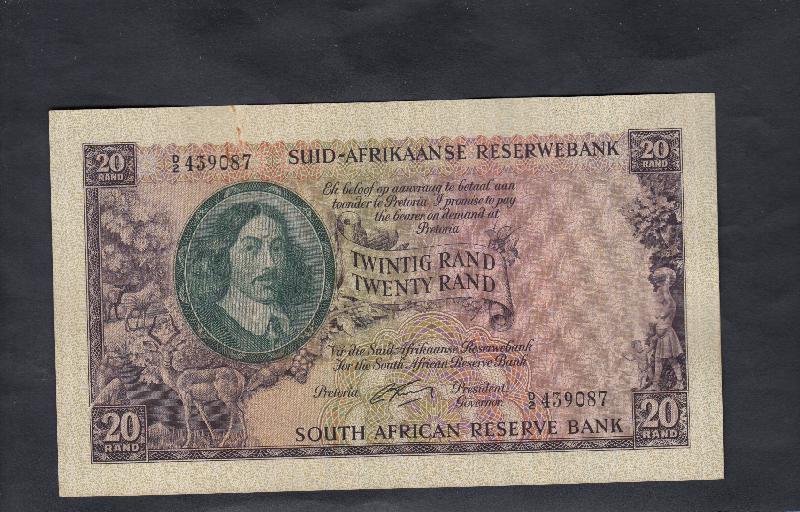 20 RAND
D/2 439087
SUID-AFRIKAANSE RESERWEBANK
20 RAND
Ek beloof op aanvraag te betaal aan
toonder te Pretoria I promise to pay
the bearer on demand at
Pretoria
TWINTIG RAND
TWENTY RAND
Vir die Suid-Afrikaanse Reserwebank
For the South African Reserve Bank
Pretoria
President
Governor
D/2 439087
20 RAND
SOUTH AFRICAN RESERVE BANK
20 RAND